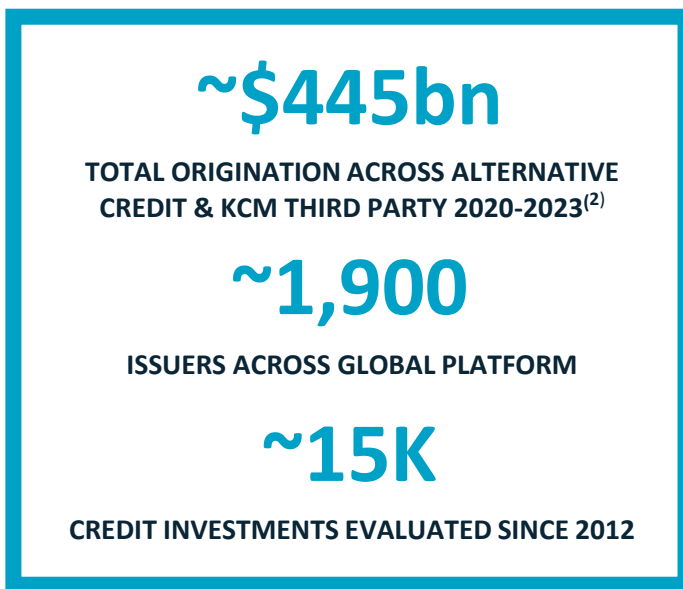 ~$445bn
TOTAL ORIGINATION ACROSS ALTERNATIVE
CREDIT & KCM THIRD PARTY 2020-2023(2)
~1,900
ISSUERS ACROSS GLOBAL PLATFORM
~15K
CREDIT INVESTMENTS EVALUATED SINCE 2012